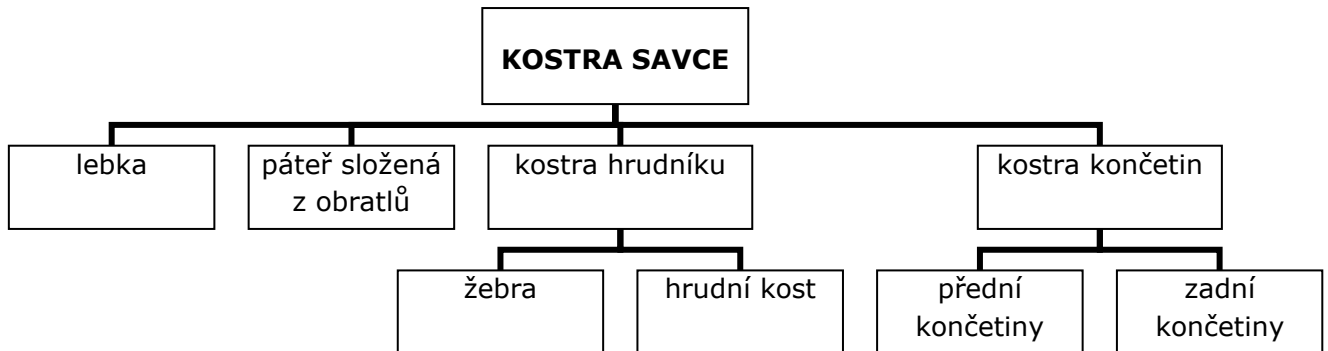 KOSTRA SAVCE
lebka
páteř složená
z obratlů
kostra hrudníku
kostra končetin
žebra
hrudní kost
přední
končetiny
zadní
končetiny